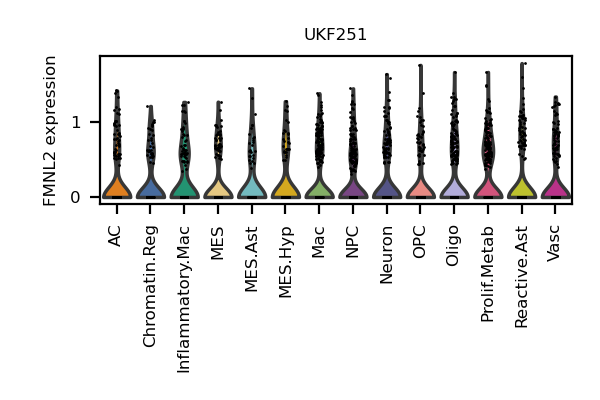 UKF251
FMNL2 expression
1
0
AC
Chromatin.Reg
Inflammatory.Mac
MES
MES.Ast
MES.Hyp
Mac
NPC
Neuron
OPC
Oligo
Prolif.Metab
Reactive.Ast
Vasc